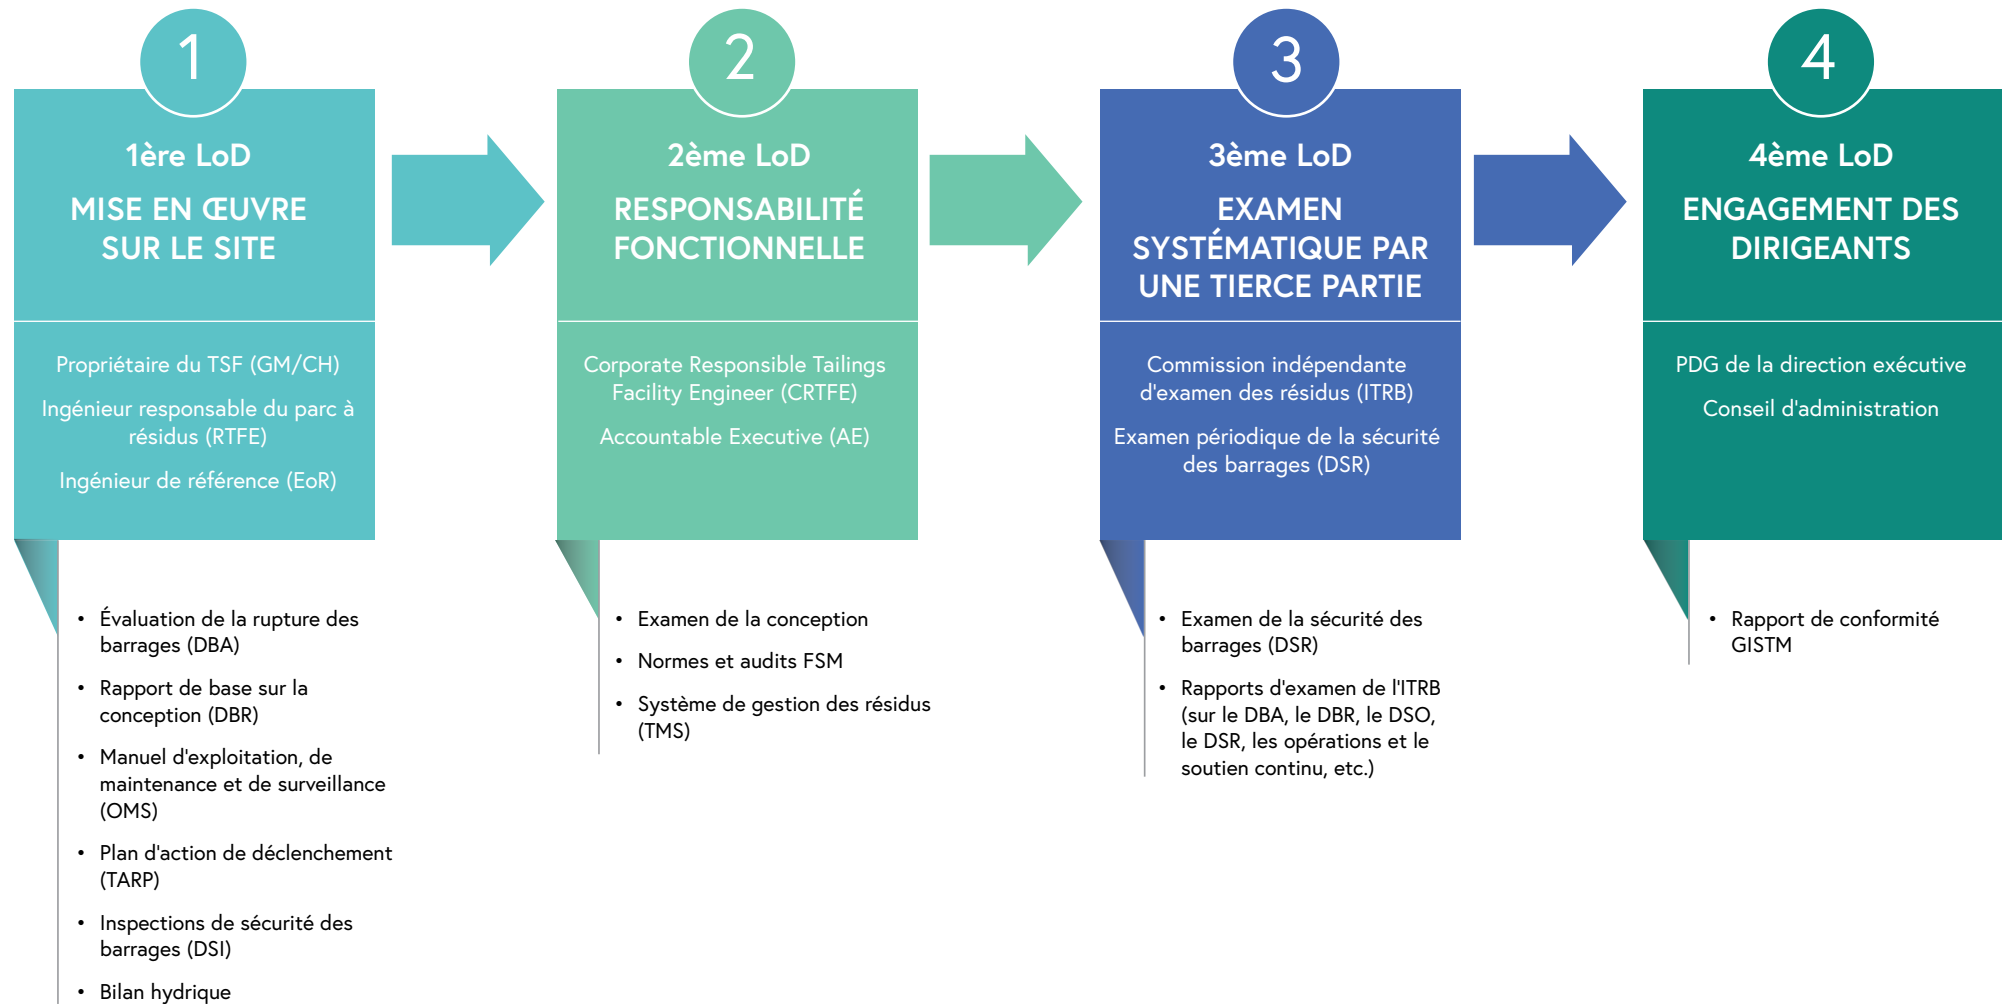 1
1ère LoD
MISE EN ŒUVRE
SUR LE SITE
Propriétaire du TSF (GM/CH)
Ingénieur responsable du parc à
résidus (RTFE)
Ingénieur de référence (EoR)
• Évaluation de la rupture des
barrages (DBA)
• Rapport de base sur la
conception (DBR)
• Manuel d'exploitation, de
maintenance et de surveillance
(OMS)
• Plan d'action de déclenchement
(TARP)
• Inspections de sécurité des
barrages (DSI)
• Bilan hydrique
2
2ème LoD
RESPONSABILITÉ
FONCTIONNELLE
Corporate Responsible Tailings
Facility Engineer (CRTFE)
Accountable Executive (AE)
• Examen de la conception
• Normes et audits FSM
• Système de gestion des résidus
(TMS)
3
3ème LoD
EXAMEN
SYSTÉMATIQUE PAR
UNE TIERCE PARTIE
Commission indépendante
d'examen des résidus (ITRB)
Examen périodique de la sécurité
des barrages (DSR)
• Examen de la sécurité des
barrages (DSR)
• Rapports d'examen de l'ITRB
(sur le DBA, le DBR, le DSO,
le DSR, les opérations et le
soutien continu, etc.)
4
4ème LoD
ENGAGEMENT DES
DIRIGEANTS
PDG de la direction exécutive
Conseil d'administration
• Rapport de conformité
GISTM